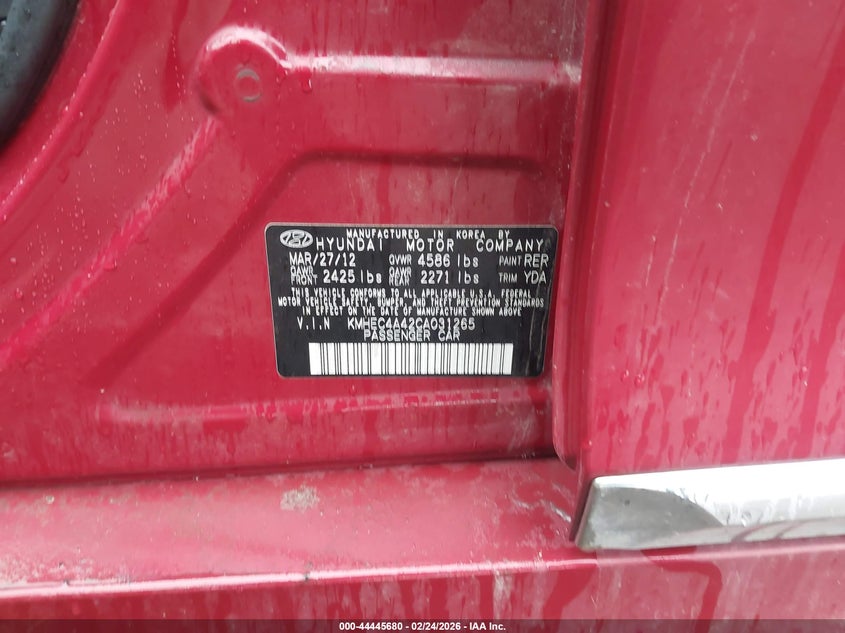 MANUFACTURED IN KOREA BY
HYUNDAI MOTOR COMPANY
MAR/27/12 GVWR 4586 lbs PAINT RER
GAWR FRONT 2425 lbs GAWR REAR 2271 lbs TRIM YDA
THIS VEHICLE CONFORMS TO ALL APPLICABLE U.S.A. FEDERAL
MOTOR VEHICLE SAFETY, BUMPER, AND THEFT PREVENTION STANDARDS
IN EFFECT ON THE DATE OF MANUFACTURE SHOWN ABOVE.
V.I.N KMHEC4A42CA031265
PASSENGER CAR
000-44445680 - 02/24/2026 - IAA Inc.